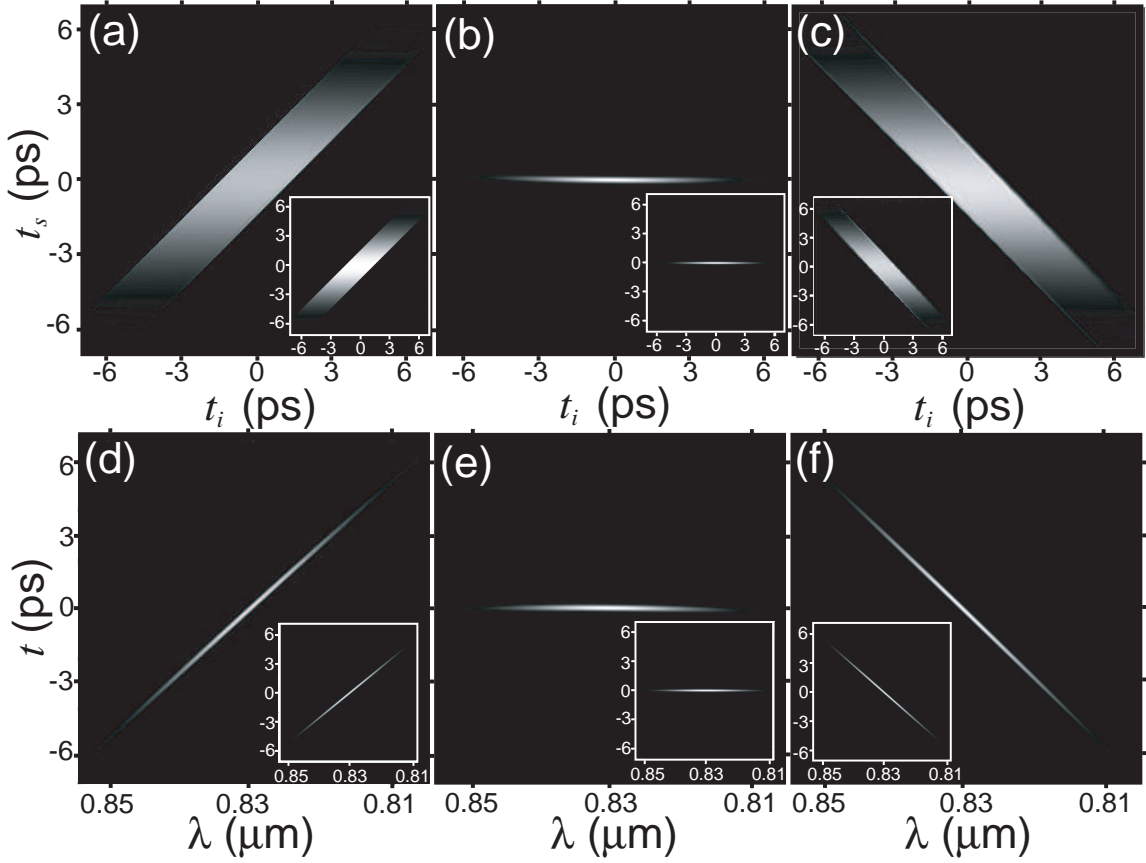 (a) (b) (c)
6
3
0
-3
-6
t_s (ps)
6
3
0
-3
-6
-6 -3 0 3 6
6
3
0
-3
-6
-6 -3 0 3 6
6
3
0
-3
-6
-6 -3 0 3 6
-6 -3 0 3 6 -6 -3 0 3 6 -6 -3 0 3 6
t_i (ps) t_i (ps) t_i (ps)
(d) (e) (f)
6
3
0
-3
-6
t (ps)
6
3
0
-3
-6
0.85 0.83 0.81
6
3
0
-3
-6
0.85 0.83 0.81
6
3
0
-3
-6
0.85 0.83 0.81
0.85 0.83 0.81 0.85 0.83 0.81 0.85 0.83 0.81
λ (μm) λ (μm) λ (μm)